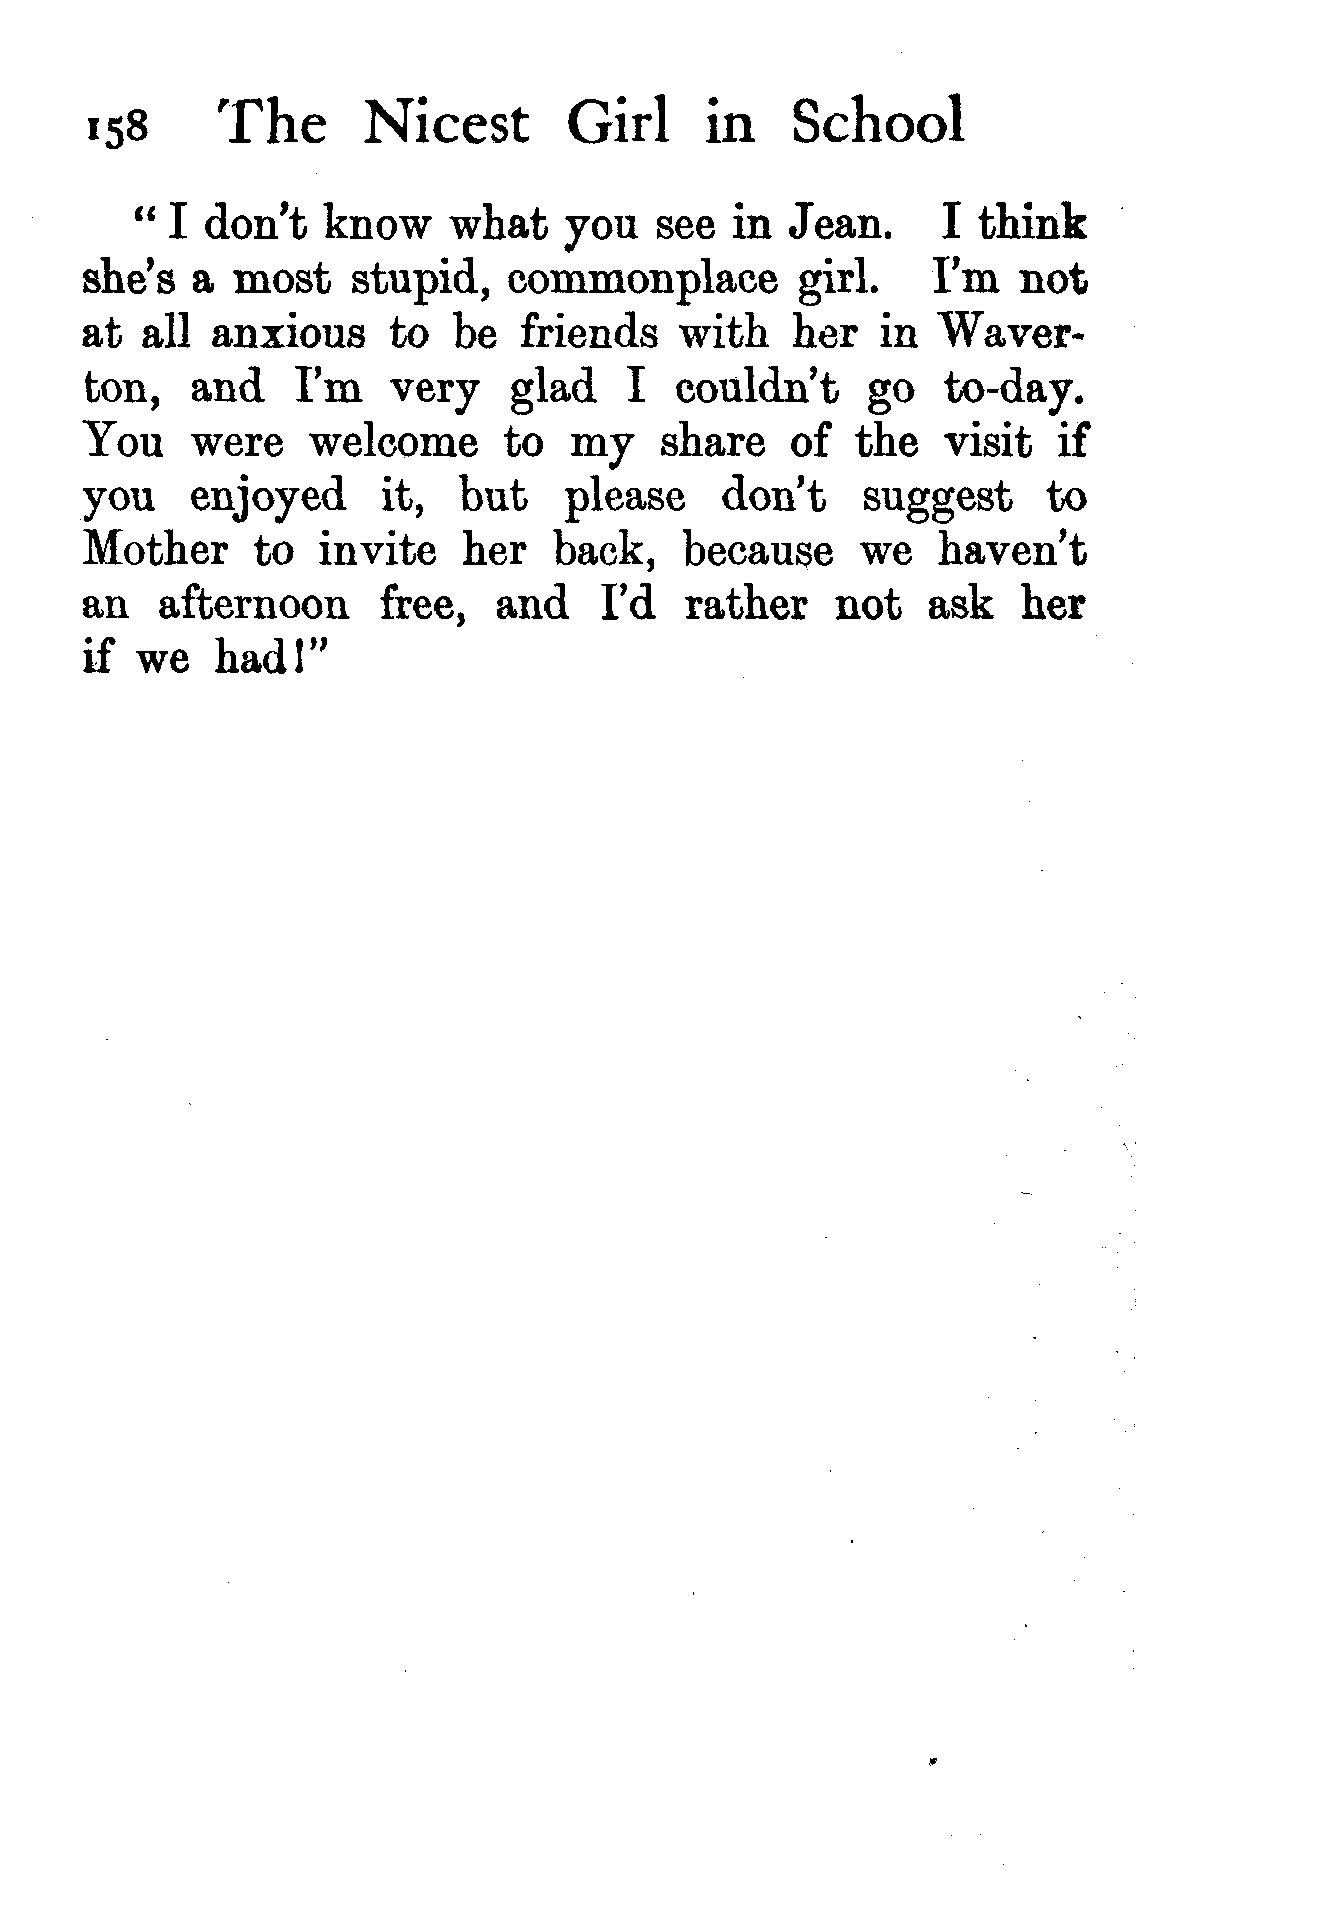 158 The Nicest Girl in School
“I don’t know what you see in Jean. I think
she’s a most stupid, commonplace girl. I’m not
at all anxious to be friends with her in Waver-
ton, and I’m very glad I couldn’t go to-day.
You were welcome to my share of the visit if
you enjoyed it, but please don’t suggest to
Mother to invite her back, because we haven’t
an afternoon free, and I’d rather not ask her
if we had!”